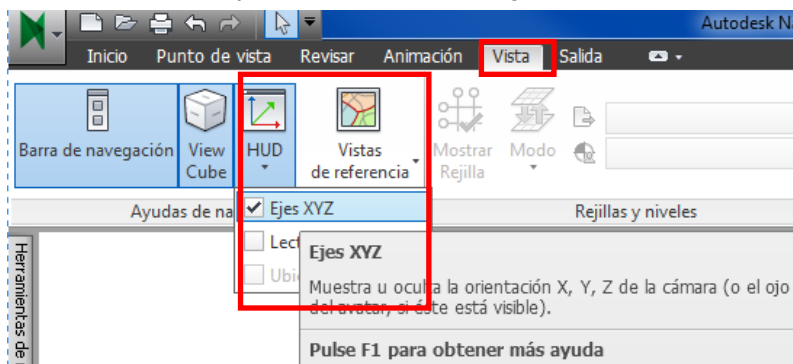 Autodesk N
Inicio Punto de vista Revisar Animación Vista Salida
Barra de navegación View Cube HUD Vistas de referencia Mostrar Rejilla Modo
Ayudas de na Rejillas y niveles
Ejes XYZ
Lect
Ubi
Ejes XYZ
Muestra u oculta la orientación X, Y, Z de la cámara (o el ojo
del avatar, si éste está visible).
Pulse F1 para obtener más ayuda
Herramientas de